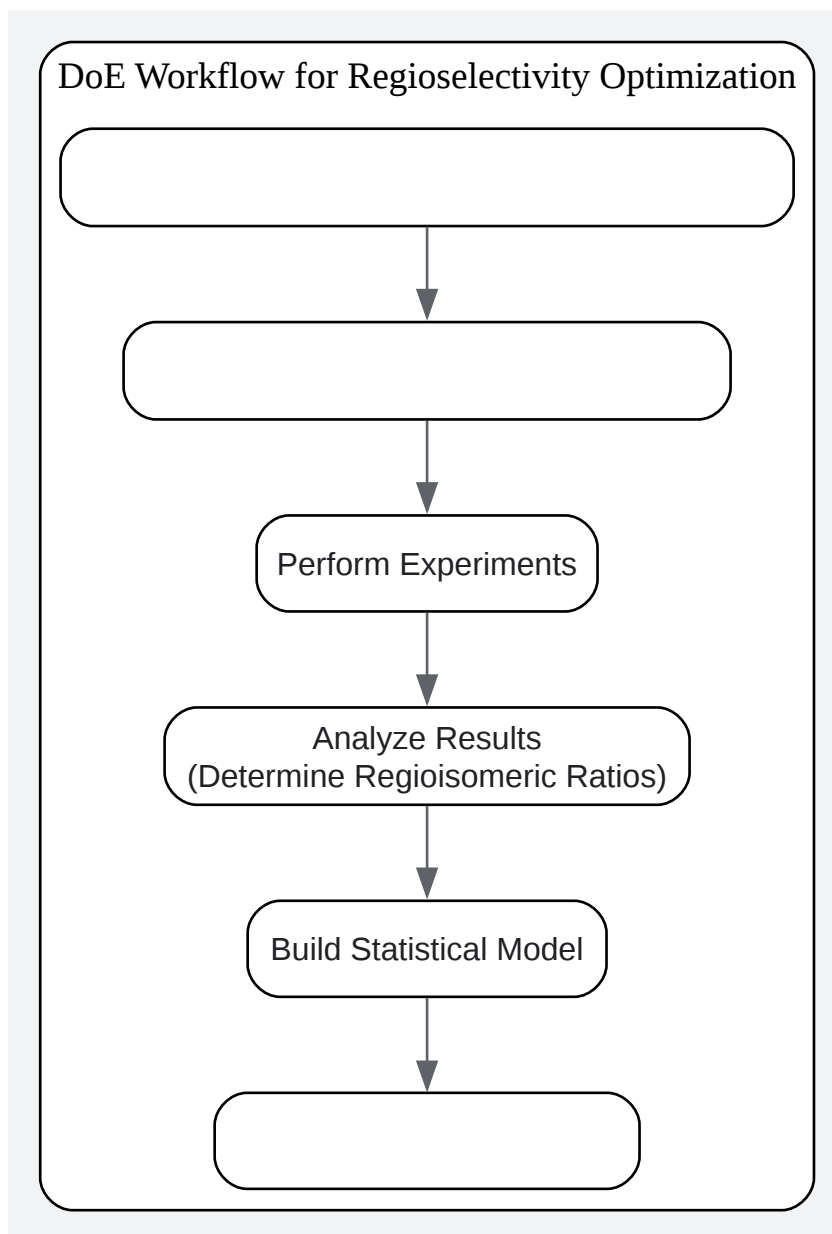 DoE Workflow for Regioselectivity Optimization
Perform Experiments
Analyze Results
(Determine Regioisomeric Ratios)
Build Statistical Model